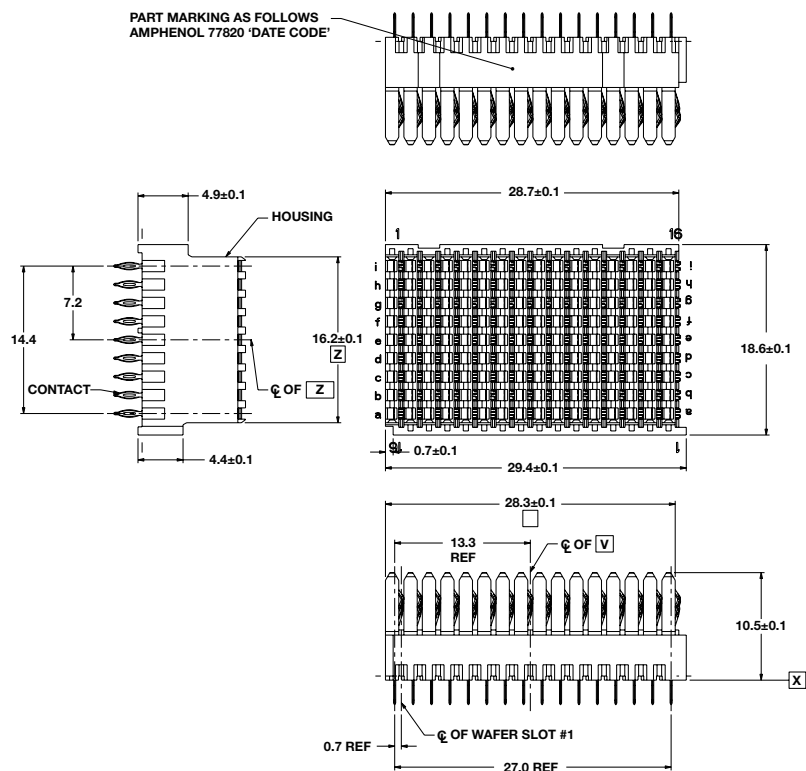 PART MARKING AS FOLLOWS
AMPHENOL 77820 ‘DATE CODE’
4.9±0.1
HOUSING
7.2
14.4
16.2±0.1
Z
CONTACT
℄ OF Z
4.4±0.1
28.7±0.1
1
16
i
h
g
f
e
d
c
b
a
i
h
g
f
e
d
c
b
a
18.6±0.1
16
1
0.7±0.1
29.4±0.1
28.3±0.1
13.3
REF
℄ OF V
10.5±0.1
X
℄ OF WAFER SLOT #1
0.7 REF
27.0 REF